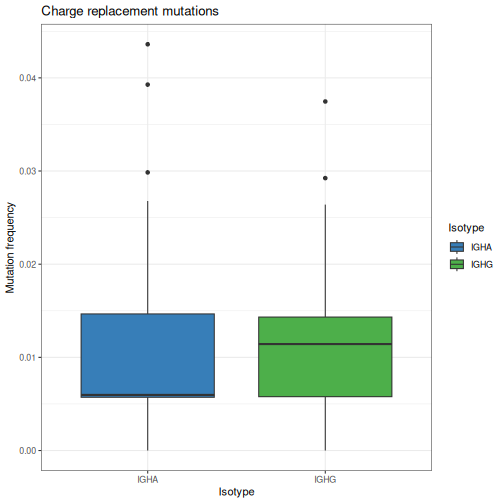 Charge replacement mutations
Mutation frequency
0.04
0.03
0.02
0.01
0.00
IGHA
IGHG
Isotype
Isotype
IGHA
IGHG